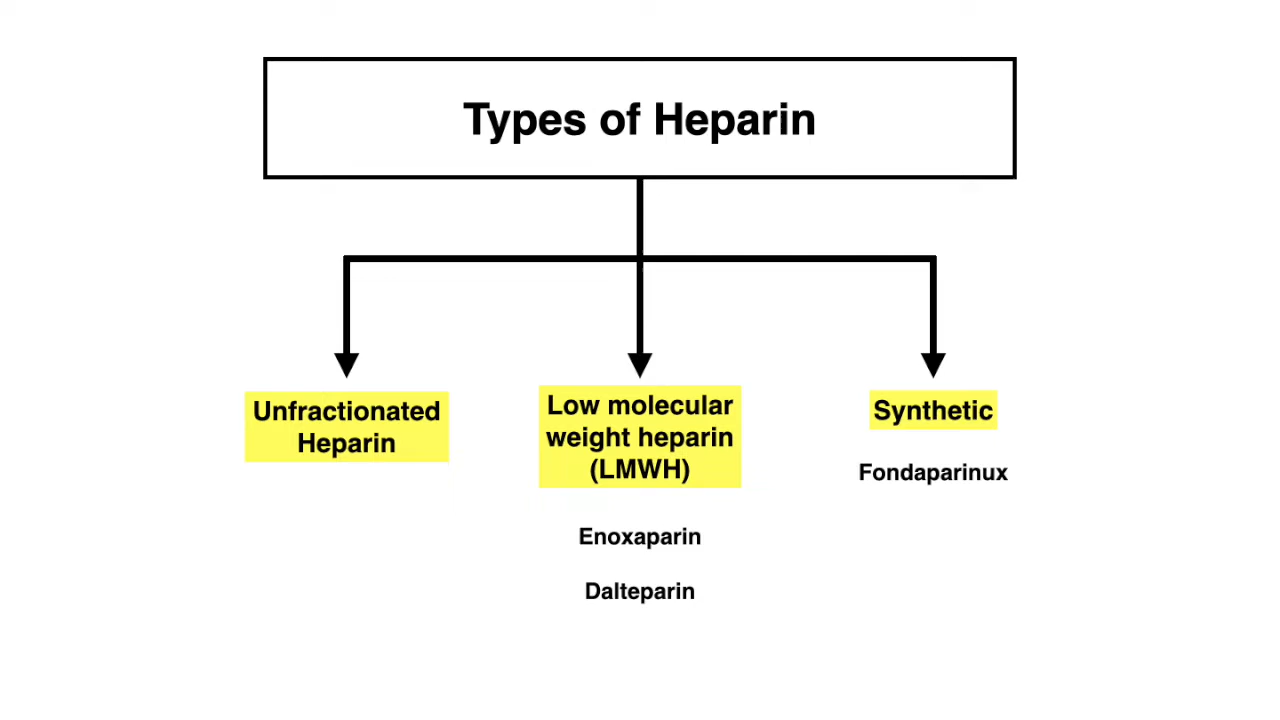 Types of Heparin
Unfractionated
Heparin
Low molecular
weight heparin
(LMWH)
Enoxaparin
Dalteparin
Synthetic
Fondaparinux